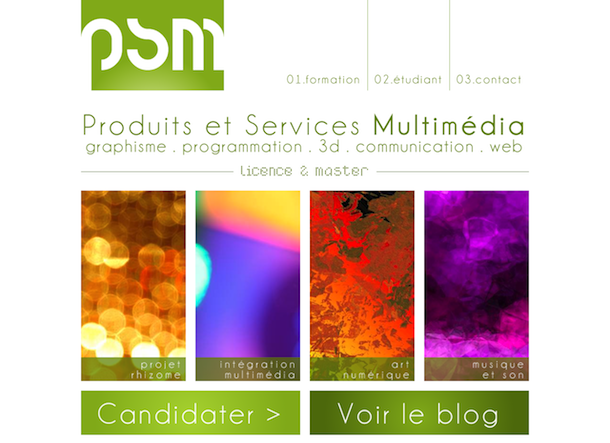 psm
01.formation
02.étudiant
03.contact
Produits et Services Multimédia
graphisme . programmation . 3d . communication . web
licence & master
projet
rhizome
intégration
multimédia
art
numérique
musique
et son
Candidater >
Voir le blog